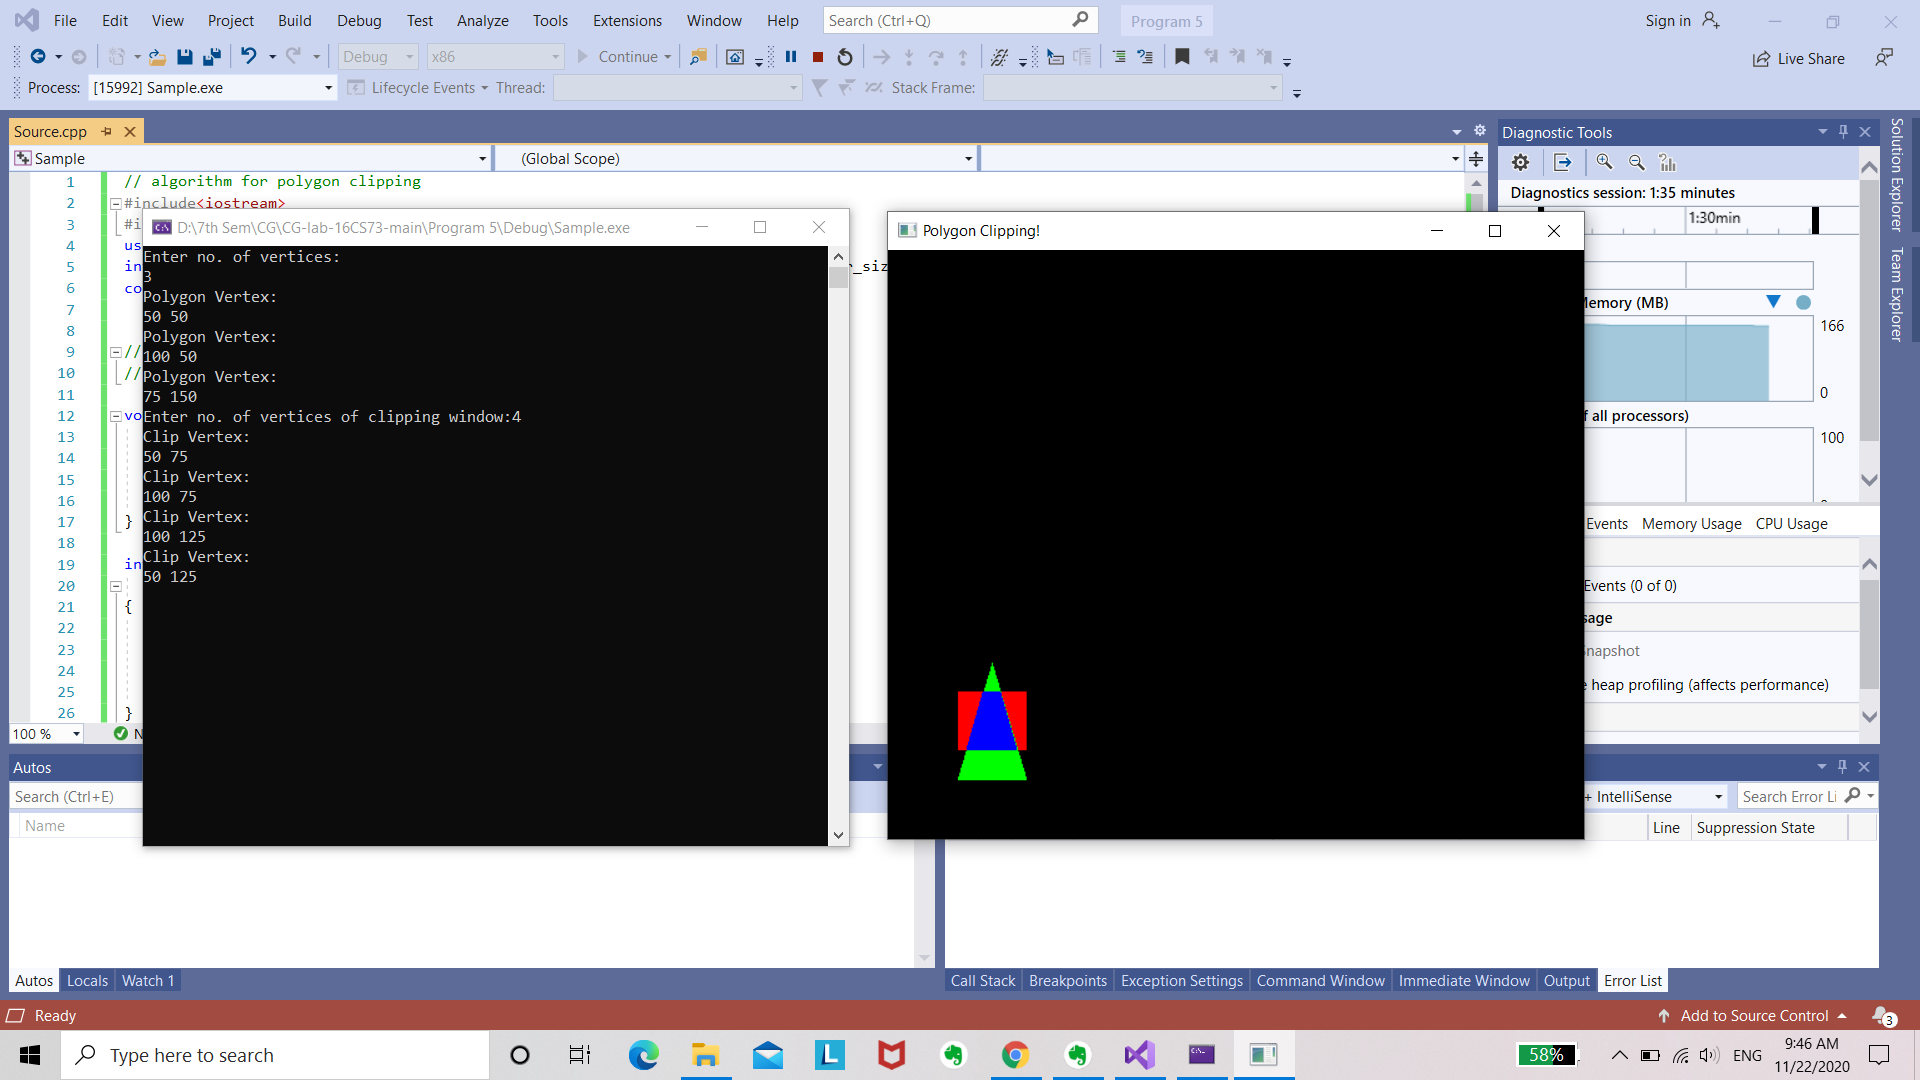 File Edit View Project Build Debug Test Analyze Tools Extensions Window Help Search (Ctrl+Q) Program 5 Sign in
Debug x86 Continue Live Share
Process: [15992] Sample.exe Lifecycle Events Thread: Stack Frame:
Source.cpp
Sample (Global Scope)
1 // algorithm for polygon clipping
2 #include<iostream>
3 #i
4 us
5 in r_siz
6 co
7
8
9 //
10 //
11
12 vo
13
14
15
16
17 }
18
19 in
20
21 {
22
23
24
25
26 }
100 % N
D:\7th Sem\CG\CG-lab-16CS73-main\Program 5\Debug\Sample.exe
Enter no. of vertices:
3
Polygon Vertex:
50 50
Polygon Vertex:
100 50
Polygon Vertex:
75 150
Enter no. of vertices of clipping window:4
Clip Vertex:
50 75
Clip Vertex:
100 75
Clip Vertex:
100 125
Clip Vertex:
50 125
Polygon Clipping!
Diagnostic Tools
Diagnostics session: 1:35 minutes
1:30min
Memory (MB)
166
0
f all processors)
100
Events Memory Usage CPU Usage
Events (0 of 0)
sage
napshot
e heap profiling (affects performance)
Solution Explorer
Team Explorer
Autos
Search (Ctrl+E)
Name
+ IntelliSense Search Error Li
Line Suppression State
Autos Locals Watch 1
Call Stack Breakpoints Exception Settings Command Window Immediate Window Output Error List
Ready Add to Source Control 3
Type here to search 58% ENG 9:46 AM
11/22/2020